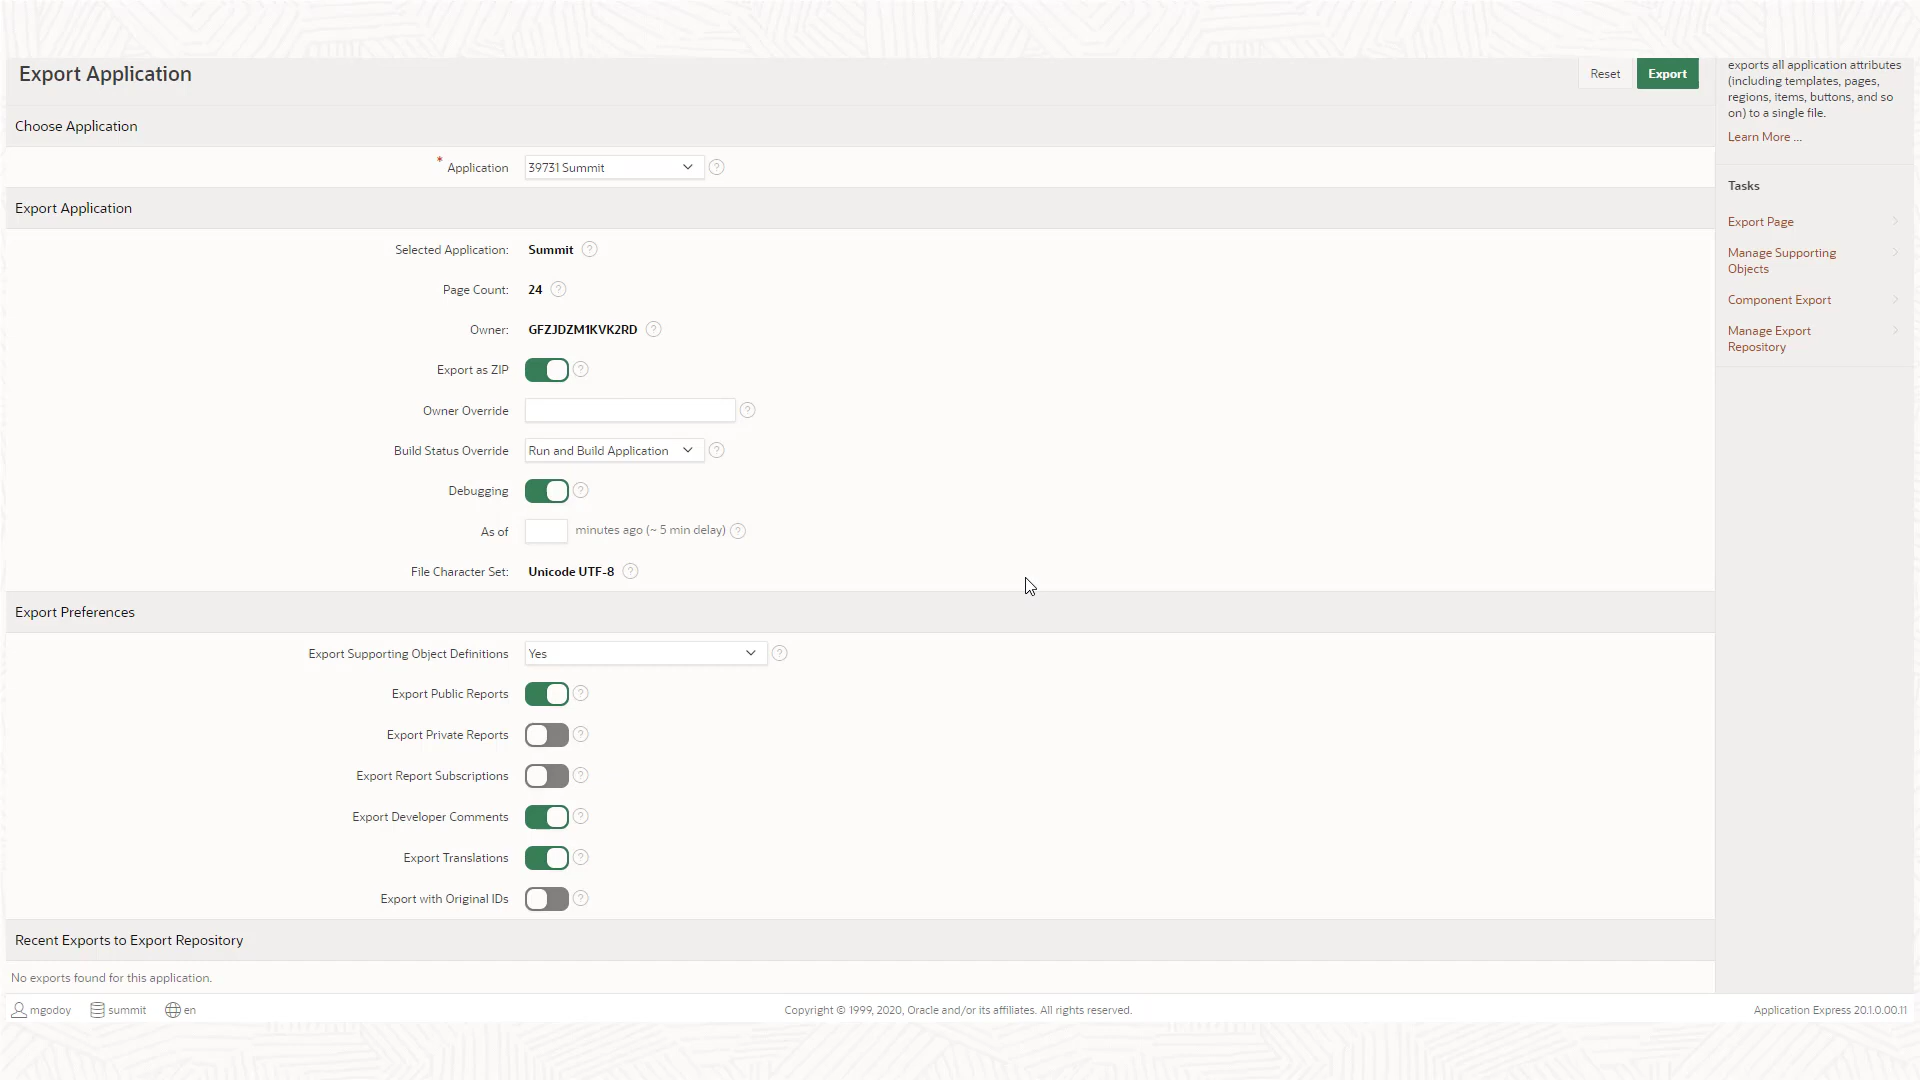 Export Application
Reset
Export
exports all application attributes
(including templates, pages,
regions, items, buttons, and so
on) to a single file.
Learn More ...
Choose Application
* Application
39731 Summit
?
Tasks
Export Page
Manage Supporting
Objects
Component Export
Manage Export
Repository
Export Application
Selected Application:
Summit
?
Page Count:
24
?
Owner:
GFZJDZM1KVK2RD
?
Export as ZIP
?
Owner Override
?
Build Status Override
Run and Build Application
?
Debugging
?
As of
minutes ago (~ 5 min delay)
?
File Character Set:
Unicode UTF-8
?
Export Preferences
Export Supporting Object Definitions
Yes
?
Export Public Reports
?
Export Private Reports
?
Export Report Subscriptions
?
Export Developer Comments
?
Export Translations
?
Export with Original IDs
?
Recent Exports to Export Repository
No exports found for this application.
mgodoy
summit
en
Copyright © 1999, 2020, Oracle and/or its affiliates. All rights reserved.
Application Express 20.1.0.00.11